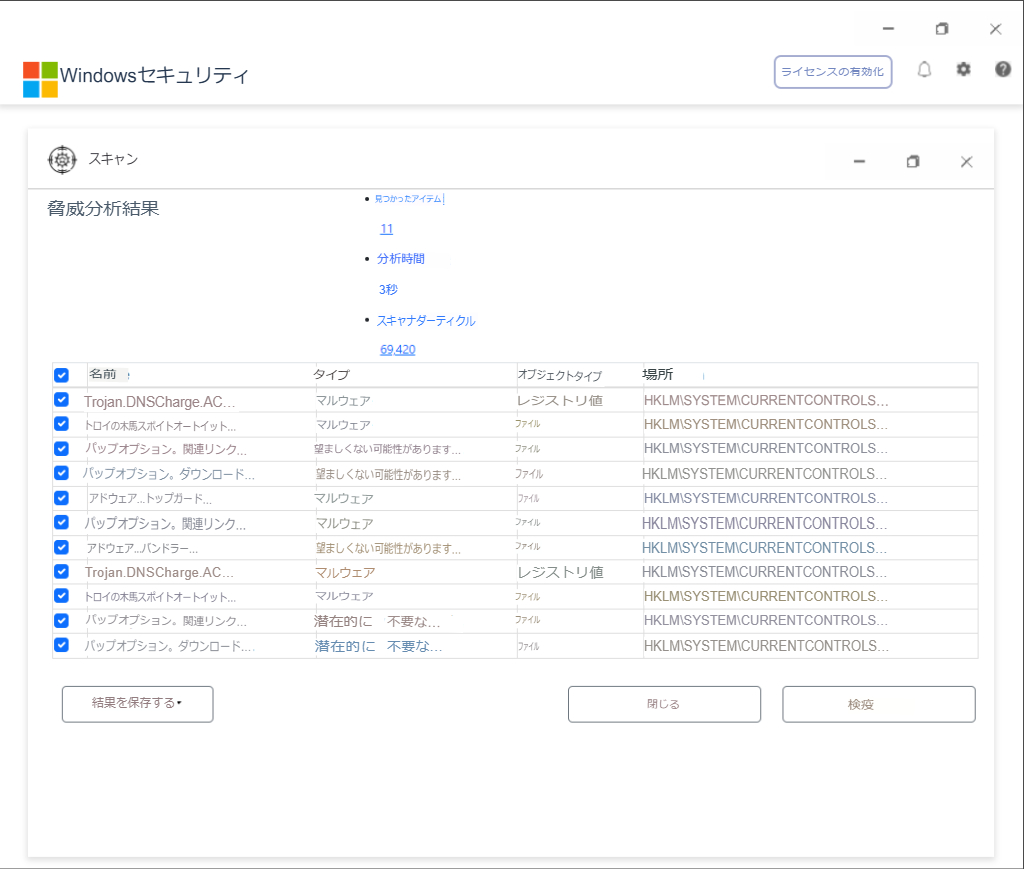 Windowsセキュリティ
ライセンスの有効化
スキャン
脅威分析結果
見つかったアイテム
11
分析時間
3秒
スキャナダーティクル
69,420
名前 タイプ オブジェクトタイプ 場所
Trojan.DNSCharge.AC... マルウェア レジストリ値 HKLM\SYSTEM\CURRENTCONTROLS...
トロイの木馬スポイトオートイット... マルウェア ファイル HKLM\SYSTEM\CURRENTCONTROLS...
パップオプション。関連リンク... 望ましくない可能性があります... ファイル HKLM\SYSTEM\CURRENTCONTROLS...
パップオプション。ダウンロード... 望ましくない可能性があります... ファイル HKLM\SYSTEM\CURRENTCONTROLS...
アドウェア...トップガード... マルウェア ファイル HKLM\SYSTEM\CURRENTCONTROLS...
パップオプション。関連リンク... マルウェア ファイル HKLM\SYSTEM\CURRENTCONTROLS...
アドウェア...バンドラー... 望ましくない可能性があります... ファイル HKLM\SYSTEM\CURRENTCONTROLS...
Trojan.DNSCharge.AC... マルウェア レジストリ値 HKLM\SYSTEM\CURRENTCONTROLS...
トロイの木馬スポイトオートイット... マルウェア ファイル HKLM\SYSTEM\CURRENTCONTROLS...
パップオプション。関連リンク... 潜在的に 不要な... ファイル HKLM\SYSTEM\CURRENTCONTROLS...
パップオプション。ダウンロード.... 潜在的に 不要な... ファイル HKLM\SYSTEM\CURRENTCONTROLS...
結果を保存する 閉じる 検疫